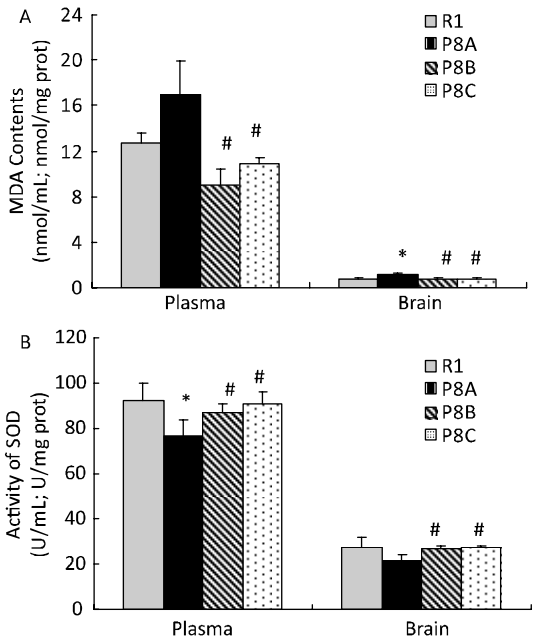 A
MDA Contents
(nmol/mL; nmol/mg prot)
24
20
16
12
8
4
0
R1
P8A
P8B
P8C
# #
* # #
Plasma Brain
B
Activity of SOD
(U/mL; U/mg prot)
120
100
80
60
40
20
0
R1
P8A
P8B
P8C
* # #
# #
Plasma Brain